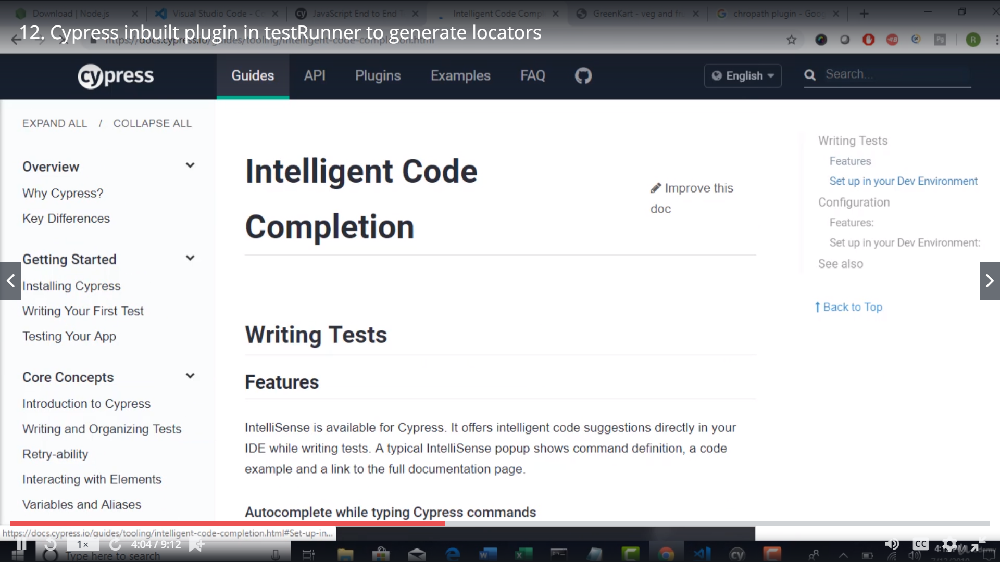 Download | Node.js
Visual Studio Code - C
JavaScript End to End T
Intelligent Code Compl
GreenKart - veg and fru
chropath plugin - Goog
12. Cypress inbuilt plugin in testRunner to generate locators
https://docs.cypress.io/guides/tooling/intelligent-code-completion.html
R
cypress
Guides
API
Plugins
Examples
FAQ
English
Search...
EXPAND ALL / COLLAPSE ALL
Overview
Why Cypress?
Key Differences
Getting Started
Installing Cypress
Writing Your First Test
Testing Your App
Core Concepts
Introduction to Cypress
Writing and Organizing Tests
Retry-ability
Interacting with Elements
Variables and Aliases
Intelligent Code
Completion
Improve this
doc
Writing Tests
Features
IntelliSense is available for Cypress. It offers intelligent code suggestions directly in your
IDE while writing tests. A typical IntelliSense popup shows command definition, a code
example and a link to the full documentation page.
Autocomplete while typing Cypress commands
Writing Tests
Features
Set up in your Dev Environment
Configuration
Features:
Set up in your Dev Environment:
See also
Back to Top
https://docs.cypress.io/guides/tooling/intelligent-code-completion.html#Set-up-in...
1×
4:04 / 9:12
CC
Type here to search